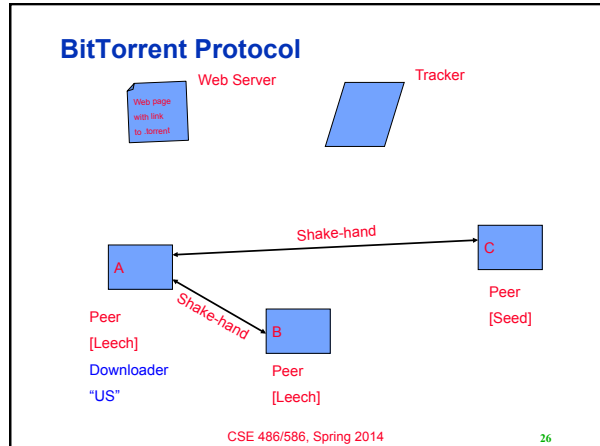 BitTorrent Protocol
Web Server
Tracker
Web page
with link
to .torrent
Shake-hand
C
A
Shake-hand
Peer
[Seed]
B
Peer
[Leech]
Downloader
“US”
Peer
[Leech]
CSE 486/586, Spring 2014
26